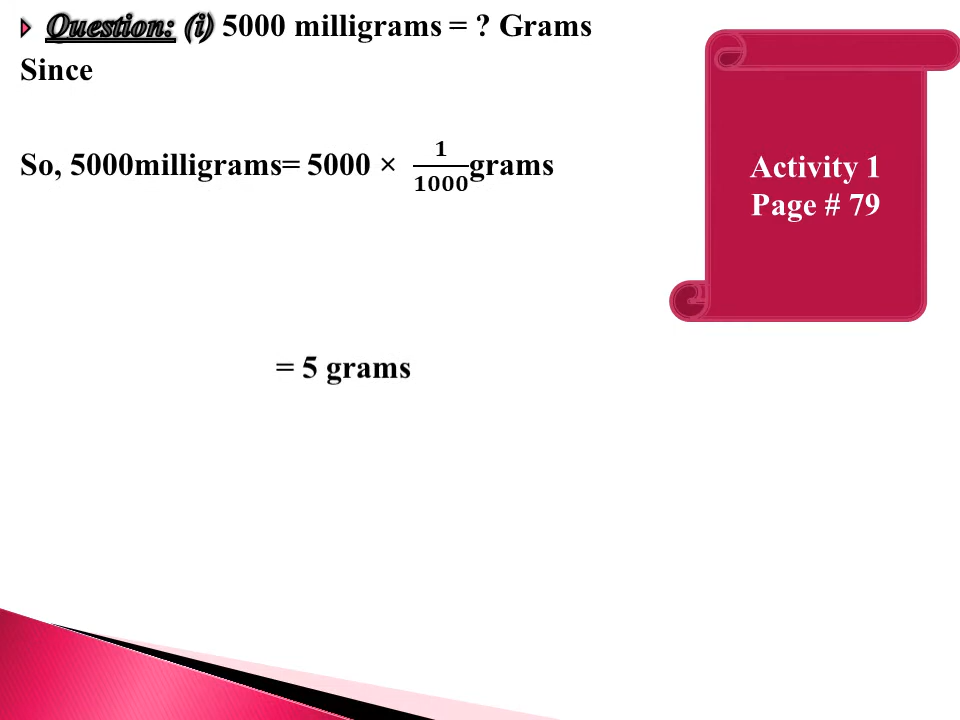 Question: (i) 5000 milligrams = ? Grams
Since
So, 5000milligrams= 5000 × 1/1000 grams
= 5 grams
Activity 1
Page # 79